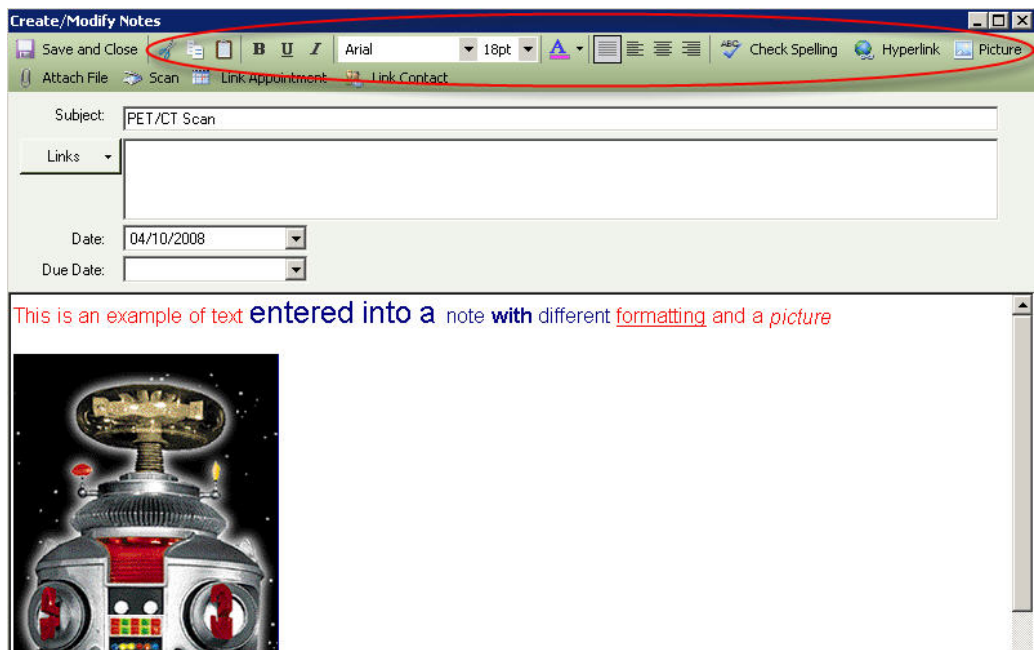 Create/Modify Notes
Save and Close B U I Arial 18pt A ABC Check Spelling Hyperlink Picture
Attach File Scan Link Appointment Link Contact
Subject: PET/CT Scan
Links
Date: 04/10/2008
Due Date:
This is an example of text entered into a note with different formatting and a picture